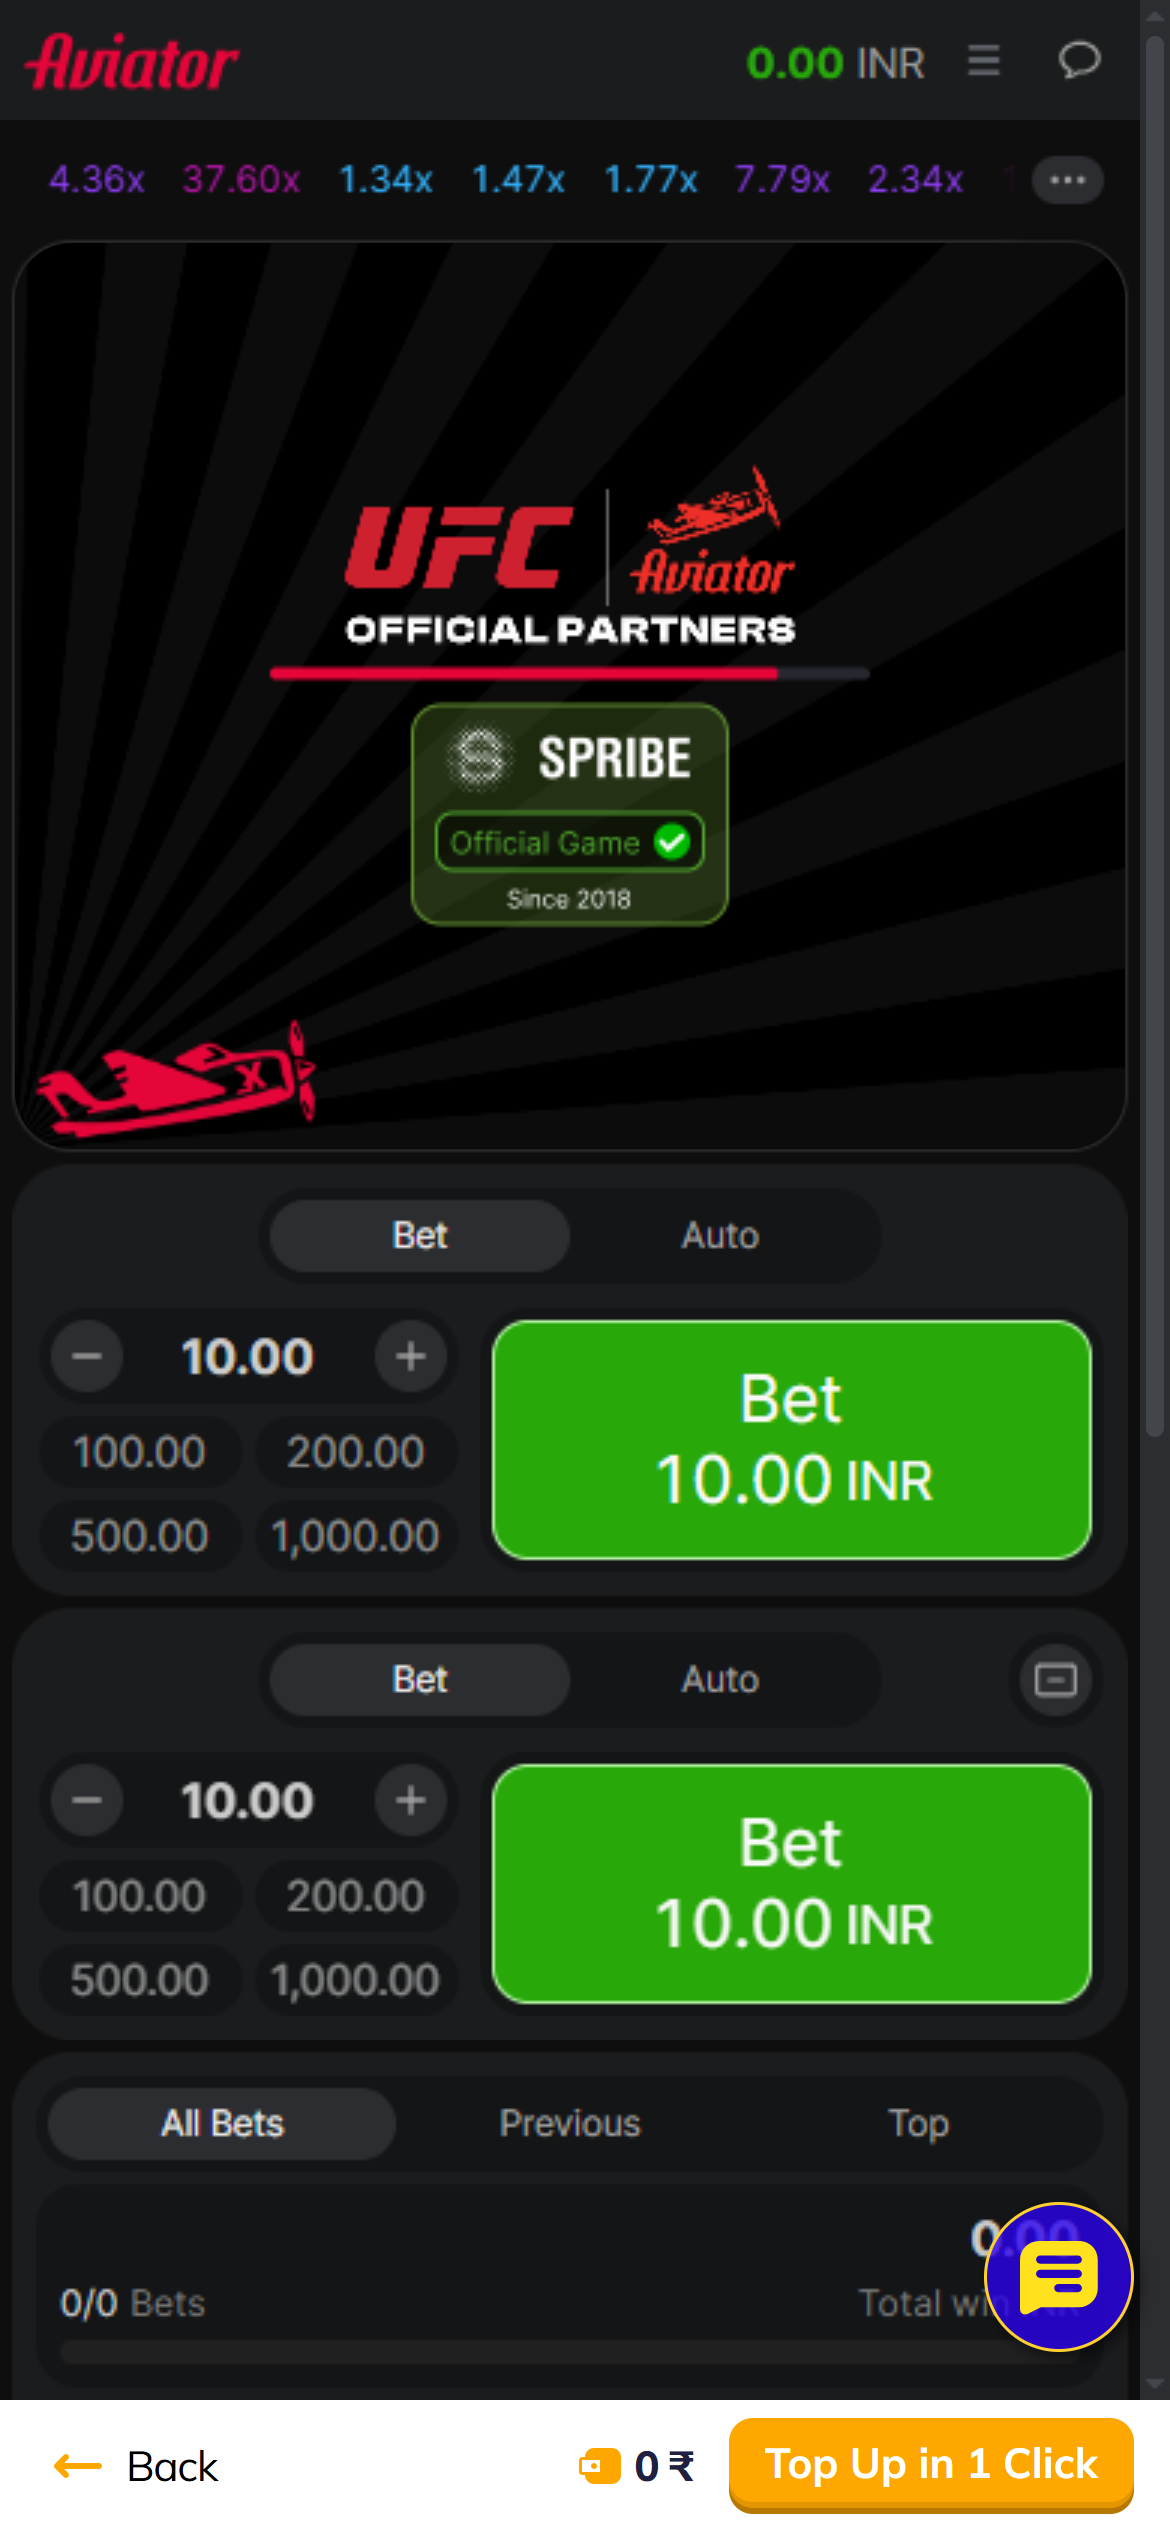 Aviator
0.00 INR
4.36x 37.60x 1.34x 1.47x 1.77x 7.79x 2.34x
UFC Aviator
OFFICIAL PARTNERS
SPRIBE
Official Game
Since 2018
X
Bet Auto
10.00
100.00 200.00
500.00 1,000.00
Bet
10.00 INR
Bet Auto
10.00
100.00 200.00
500.00 1,000.00
Bet
10.00 INR
All Bets Previous Top
0.00
0/0 Bets
Total win
Back
0 ₹
Top Up in 1 Click